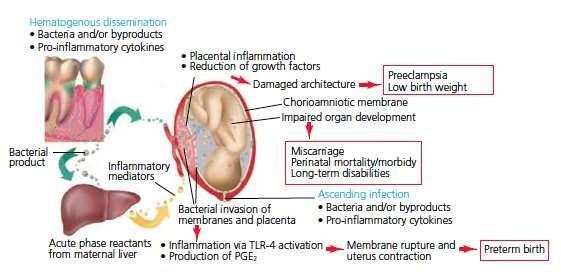 Hematogenous dissemination
• Bacteria and/or byproducts
• Pro-inflammatory cytokines
• Placental inflammation
• Reduction of growth factors
Damaged architecture
Preeclampsia
Low birth weight
Chorioamniotic membrane
Impaired organ development
Miscarriage
Perinatal mortality/morbidy
Long-term disabilities
Bacterial
product
Inflammatory
mediators
Ascending infection
• Bacteria and/or byproducts
• Pro-inflammatory cytokines
Bacterial invasion of
membranes and placenta
Acute phase reactants
from maternal liver
• Inflammation via TLR-4 activation
• Production of PGE₂
Membrane rupture and
uterus contraction
Preterm birth